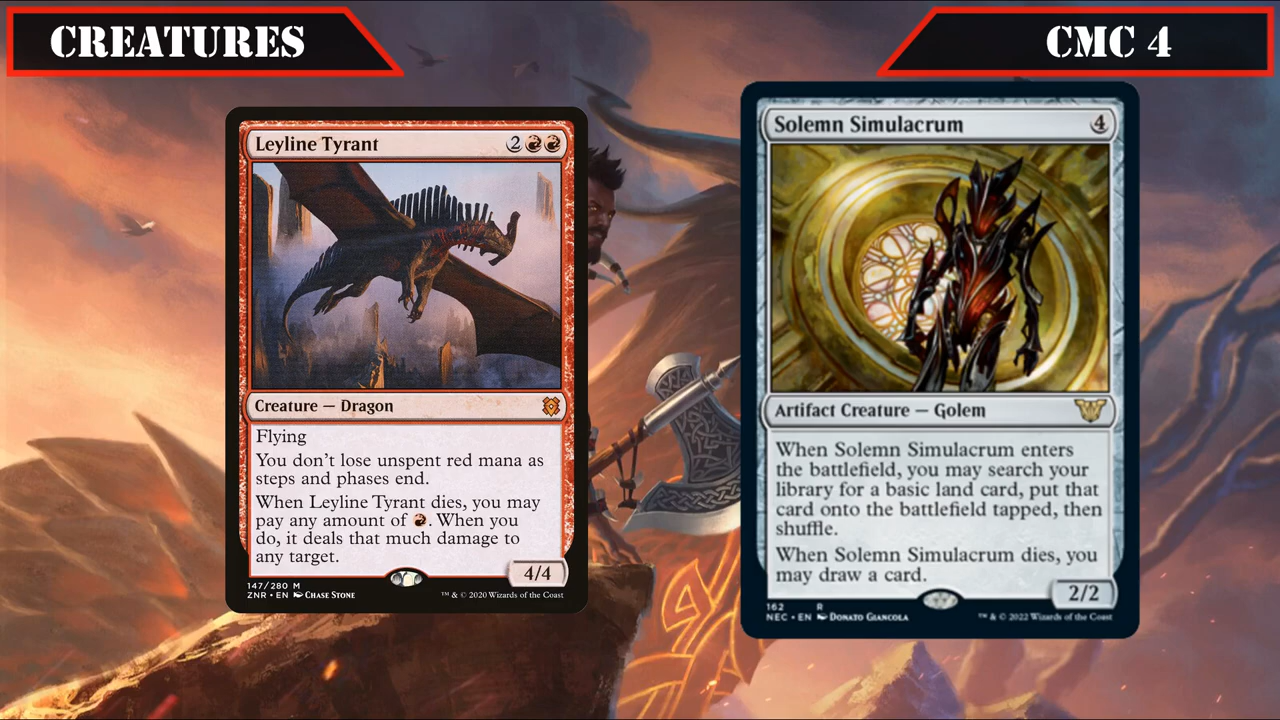 CREATURES
CMC 4
Leyline Tyrant 2
Creature — Dragon
Flying
You don't lose unspent red mana as
steps and phases end.
When Leyline Tyrant dies, you may
pay any amount of . When you
do, it deals that much damage to
any target.
4/4
147/280 M
ZNR • EN CHASE STONE
™ & © 2020 Wizards of the Coast
Solemn Simulacrum 4
Artifact Creature — Golem
When Solemn Simulacrum enters
the battlefield, you may search your
library for a basic land card, put that
card onto the battlefield tapped, then
shuffle.
When Solemn Simulacrum dies, you
may draw a card.
2/2
162 R
NEC • EN DONATO GIANCOLA
™ & © 2022 Wizards of the Coast